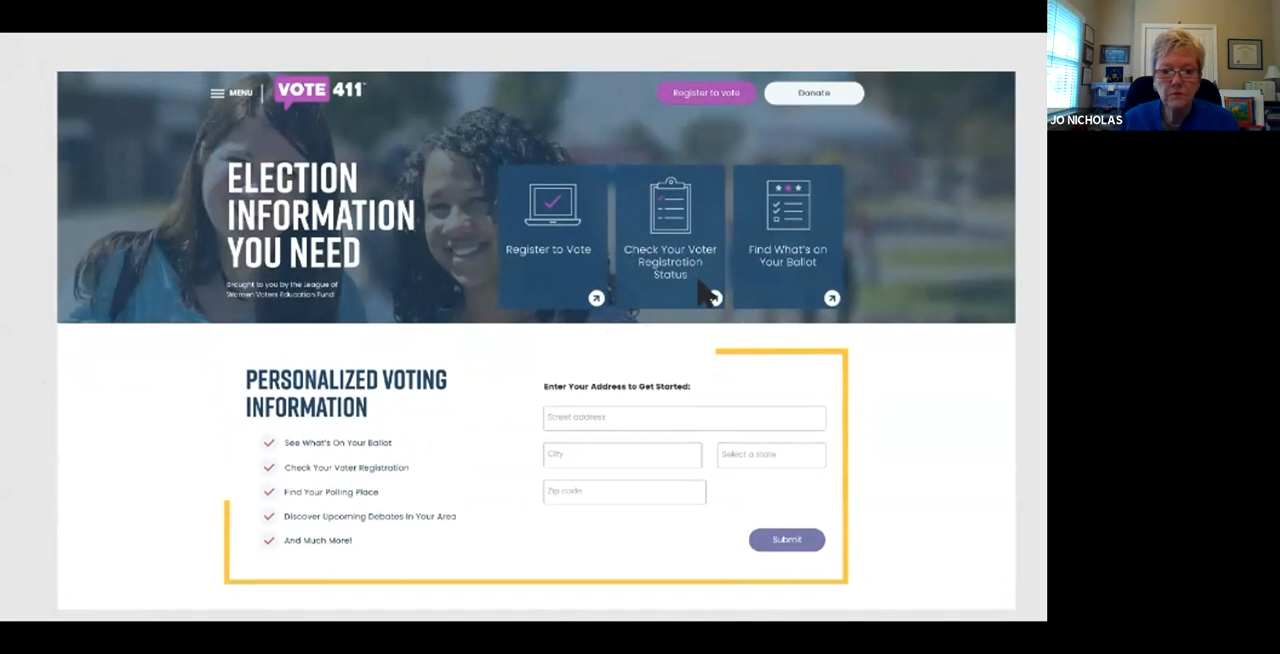 MENU
VOTE 411
Register to vote
Donate
ELECTION
INFORMATION
YOU NEED
Brought to you by the League of
Women Voters Education Fund
Register to Vote
Check Your Voter
Registration
Status
Find What's on
Your Ballot
JO NICHOLAS
PERSONALIZED VOTING
INFORMATION
See What's On Your Ballot
Check Your Voter Registration
Find Your Polling Place
Discover Upcoming Debates In Your Area
And Much More!
Enter Your Address to Get Started:
Street address
City
Select a state
Zip code
Submit